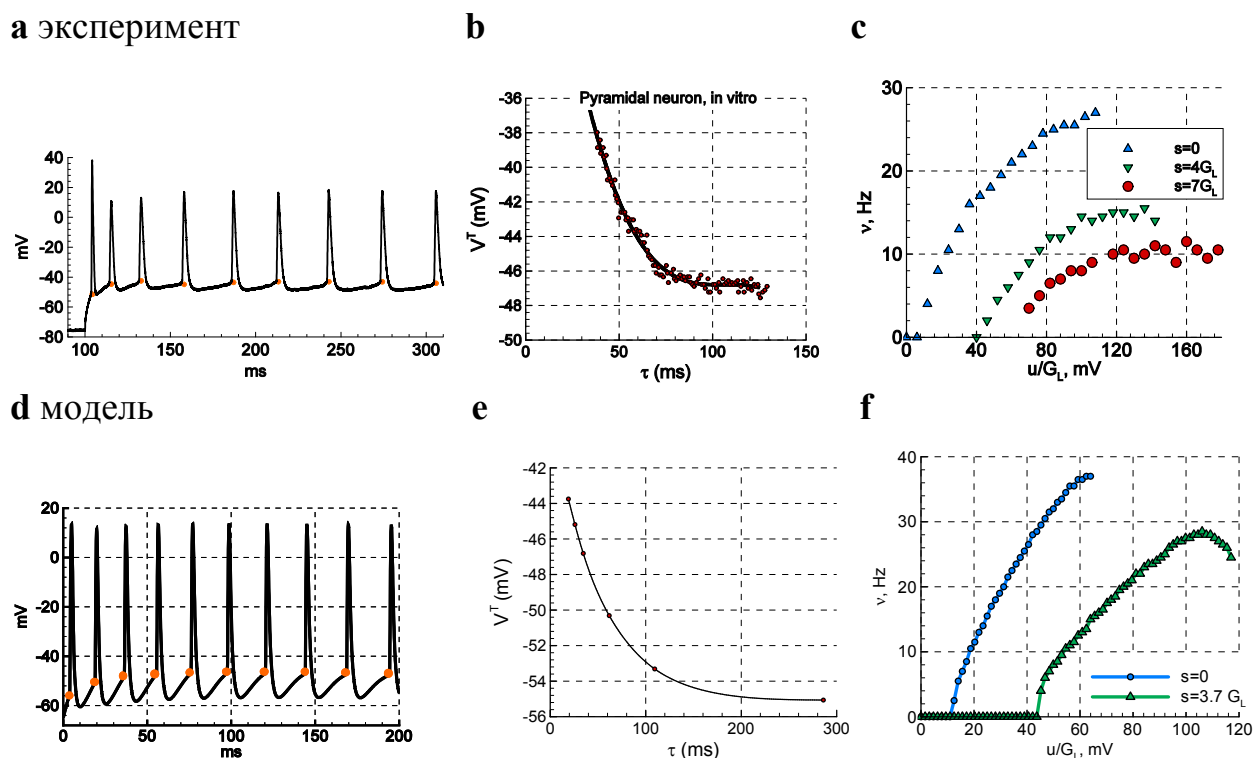 a эксперимент
b
c
mV
40
20
0
-20
-40
-60
-80
100
200
300
ms
Pyramidal neuron, in vitro
V^T (mV)
-36
-38
-40
-42
-44
-46
-48
-50
0
50
100
150
τ (ms)
ν, Hz
30
20
10
0
s=0
s=4G_L
s=7G_L
0
40
80
120
160
u/G_L, mV
d модель
e
f
mV
20
0
-20
-40
-60
0
50
100
150
200
ms
V^T (mV)
-42
-44
-46
-48
-50
-52
-54
-56
0
100
200
300
τ (ms)
ν, Hz
40
30
20
10
0
s=0
s=3.7 G_L
0
20
40
60
80
100
120
u/G_L, mV